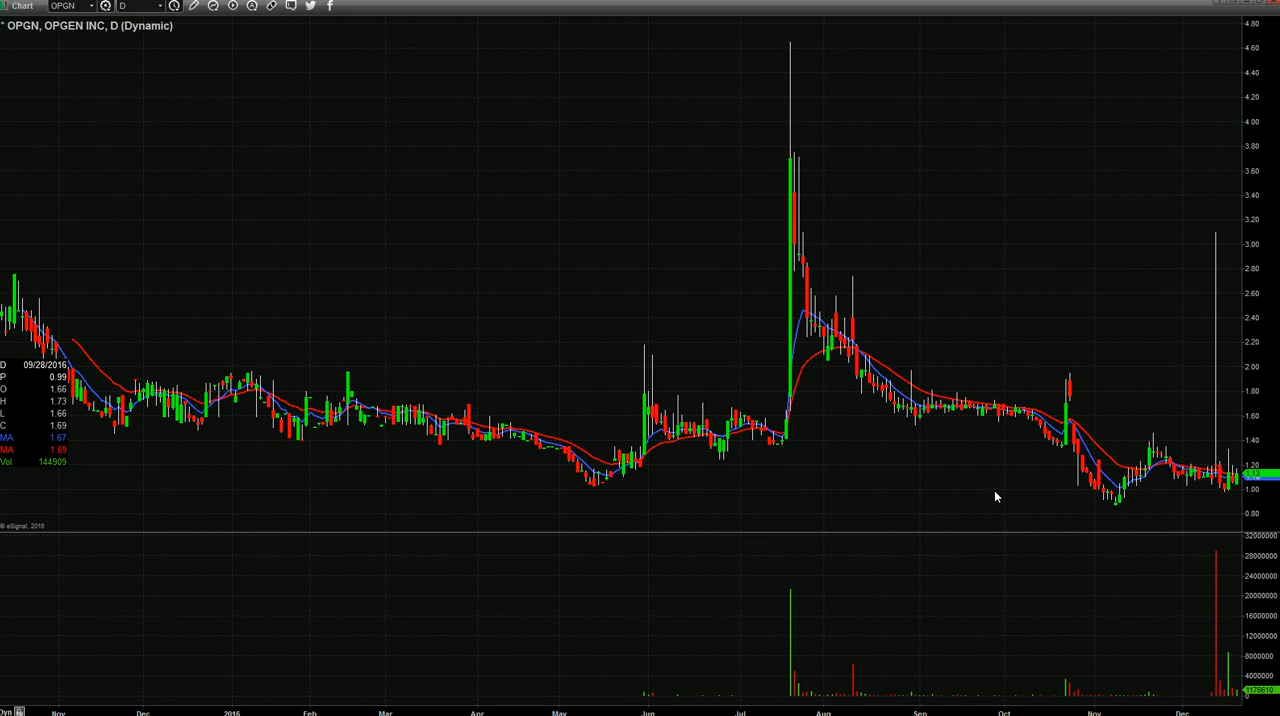 Chart OPGN D
* OPGN, OPGEN INC, D (Dynamic)
4.80
4.60
4.40
4.20
4.00
3.80
3.60
3.40
3.20
3.00
2.80
2.60
2.40
2.20
2.00
1.80
1.60
1.40
1.20
1.13
1.00
0.80
D 09/28/2016
P 0.99
O 1.66
H 1.73
L 1.66
C 1.69
MA 1.67
MA 1.69
Vol 144909
© eSignal, 2016
32000000
28000000
24000000
20000000
16000000
12000000
8000000
4000000
1176610
Dyn Nov Dec 2016 Feb Mar Apr May Jun Jul Aug Sep Oct Nov Dec